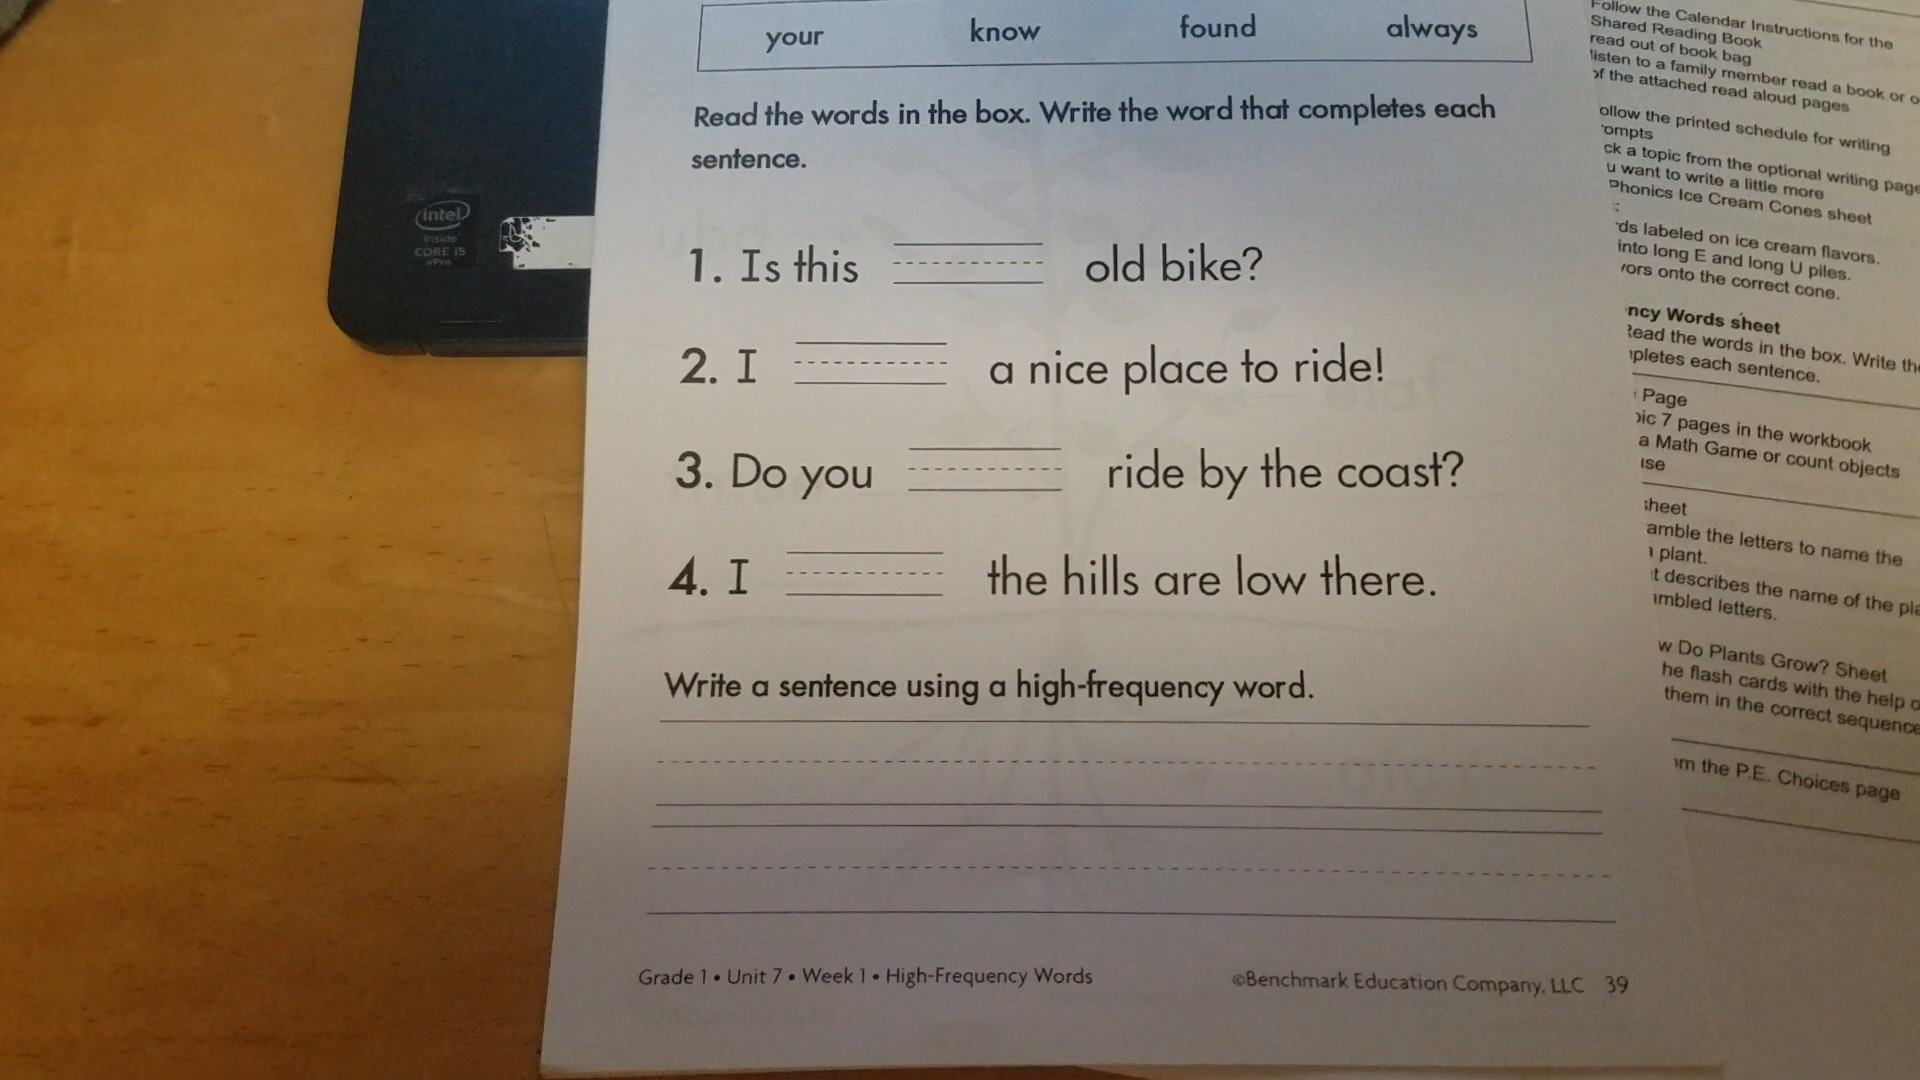 your know found always
Read the words in the box. Write the word that completes each
sentence.
1. Is this old bike?
2. I a nice place to ride!
3. Do you ride by the coast?
4. I the hills are low there.
Write a sentence using a high-frequency word.
Grade 1 • Unit 7 • Week 1 • High-Frequency Words
©Benchmark Education Company, LLC 39
intel
inside
CORE i5
vPro
Follow the Calendar Instructions for the
Shared Reading Book
read out of book bag
listen to a family member read a book or
of the attached read aloud pages
ollow the printed schedule for writing
ompts
ck a topic from the optional writing page
u want to write a little more
Phonics Ice Cream Cones sheet
ds labeled on ice cream flavors.
into long E and long U piles.
vors onto the correct cone.
ncy Words sheet
Read the words in the box. Write the
pletes each sentence.
Page
ic 7 pages in the workbook
a Math Game or count objects
ise
heet
amble the letters to name the
plant.
t describes the name of the pla
mbled letters.
w Do Plants Grow? Sheet
he flash cards with the help o
them in the correct sequence
om the P.E. Choices page